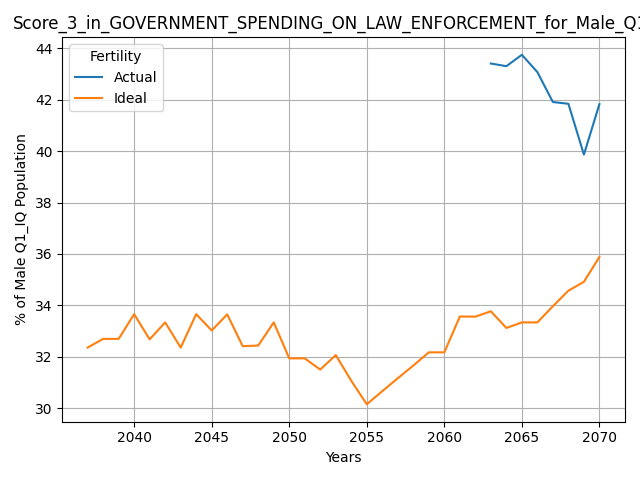 Score_3_in_GOVERNMENT_SPENDING_ON_LAW_ENFORCEMENT_for_Male_Q1
Fertility
Actual
Ideal
% of Male Q1_IQ Population
44
42
40
38
36
34
32
30
2040 2045 2050 2055 2060 2065 2070
Years